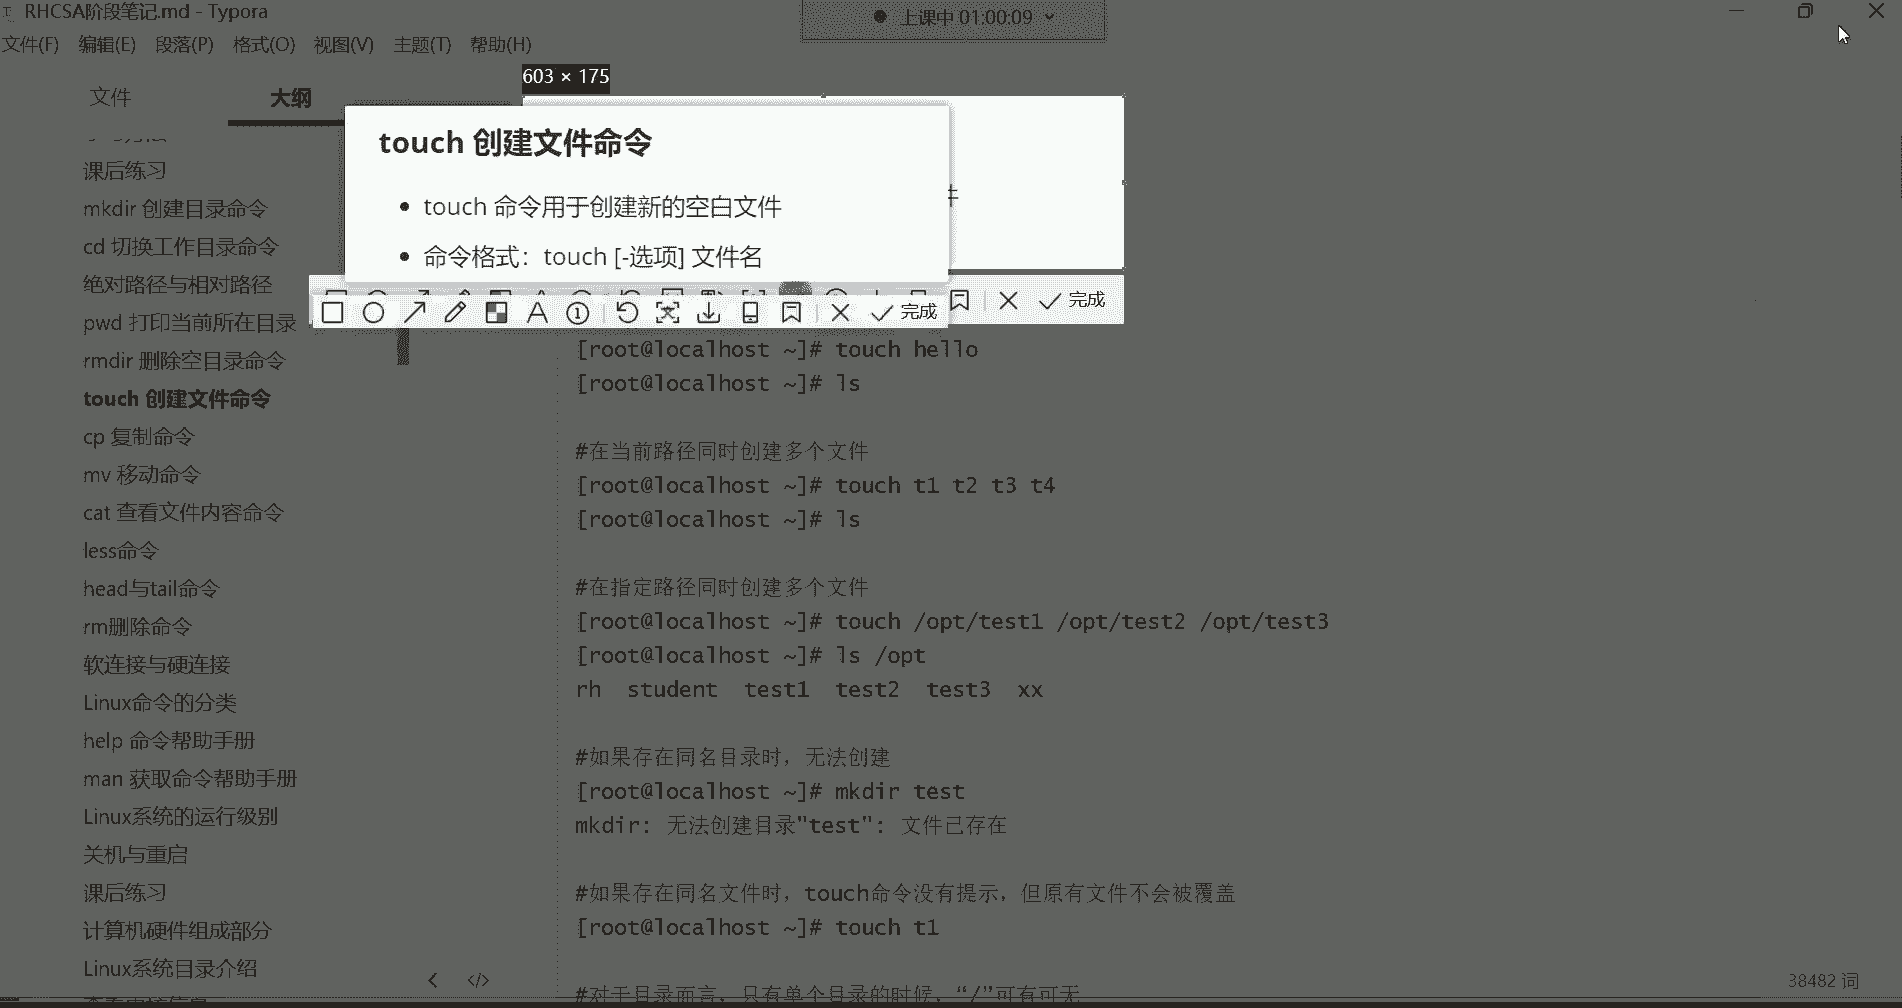 RHCSA阶段笔记.md - Typora
上课中 01:00:09
文件(F) 编辑(E) 段落(P) 格式(O) 视图(V) 主题(T) 帮助(H)
603 × 175
文件 大纲
课后练习
mkdir 创建目录命令
cd 切换工作目录命令
绝对路径与相对路径
pwd 打印当前所在目录
rmdir 删除空目录命令
touch 创建文件命令
cp 复制命令
mv 移动命令
cat 查看文件内容命令
less命令
head与tail命令
rm删除命令
软连接与硬连接
Linux命令的分类
help 命令帮助手册
man 获取命令帮助手册
Linux系统的运行级别
关机与重启
课后练习
计算机硬件组成部分
Linux系统目录介绍
touch 创建文件命令
touch 命令用于创建新的空白文件
命令格式：touch [-选项] 文件名
完成
完成
[root@localhost ~]# touch hello
[root@localhost ~]# ls
#在当前路径同时创建多个文件
[root@localhost ~]# touch t1 t2 t3 t4
[root@localhost ~]# ls
#在指定路径同时创建多个文件
[root@localhost ~]# touch /opt/test1 /opt/test2 /opt/test3
[root@localhost ~]# ls /opt
rh student test1 test2 test3 xx
#如果存在同名目录时，无法创建
[root@localhost ~]# mkdir test
mkdir: 无法创建目录"test": 文件已存在
#如果存在同名文件时，touch命令没有提示，但原有文件不会被覆盖
[root@localhost ~]# touch t1
#对于目录而言，只有单个目录的时候，“/”可有可无
38482 词